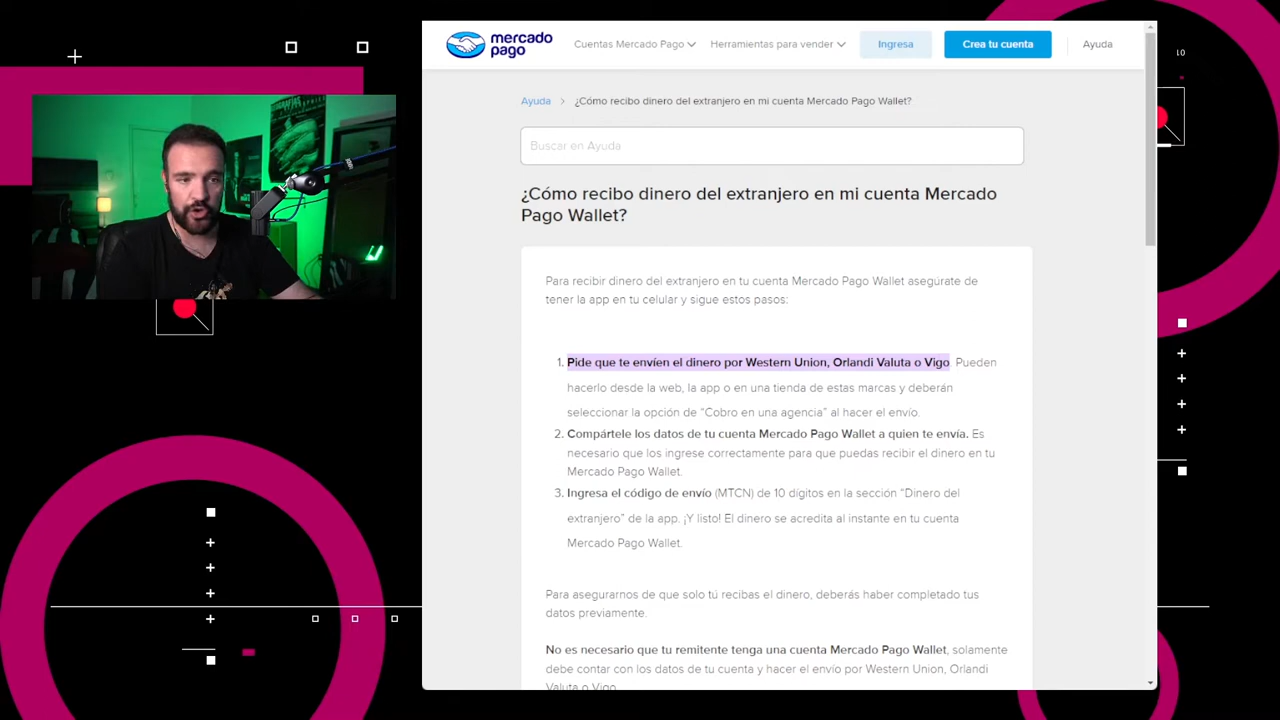 mercado
pago
Cuentas Mercado Pago
Herramientas para vender
Ingresa
Crea tu cuenta
Ayuda
Ayuda > ¿Cómo recibo dinero del extranjero en mi cuenta Mercado Pago Wallet?
Buscar en Ayuda
¿Cómo recibo dinero del extranjero en mi cuenta Mercado
Pago Wallet?
Para recibir dinero del extranjero en tu cuenta Mercado Pago Wallet asegúrate de
tener la app en tu celular y sigue estos pasos:
1. Pide que te envíen el dinero por Western Union, Orlandi Valuta o Vigo. Pueden
hacerlo desde la web, la app o en una tienda de estas marcas y deberán
seleccionar la opción de “Cobro en una agencia” al hacer el envío.
2. Compártele los datos de tu cuenta Mercado Pago Wallet a quien te envía. Es
necesario que los ingrese correctamente para que puedas recibir el dinero en tu
Mercado Pago Wallet.
3. Ingresa el código de envío (MTCN) de 10 dígitos en la sección “Dinero del
extranjero” de la app. ¡Y listo! El dinero se acredita al instante en tu cuenta
Mercado Pago Wallet.
Para asegurarnos de que solo tú recibas el dinero, deberás haber completado tus
datos previamente.
No es necesario que tu remitente tenga una cuenta Mercado Pago Wallet, solamente
debe contar con los datos de tu cuenta y hacer el envío por Western Union, Orlandi
Valuta o Vigo.